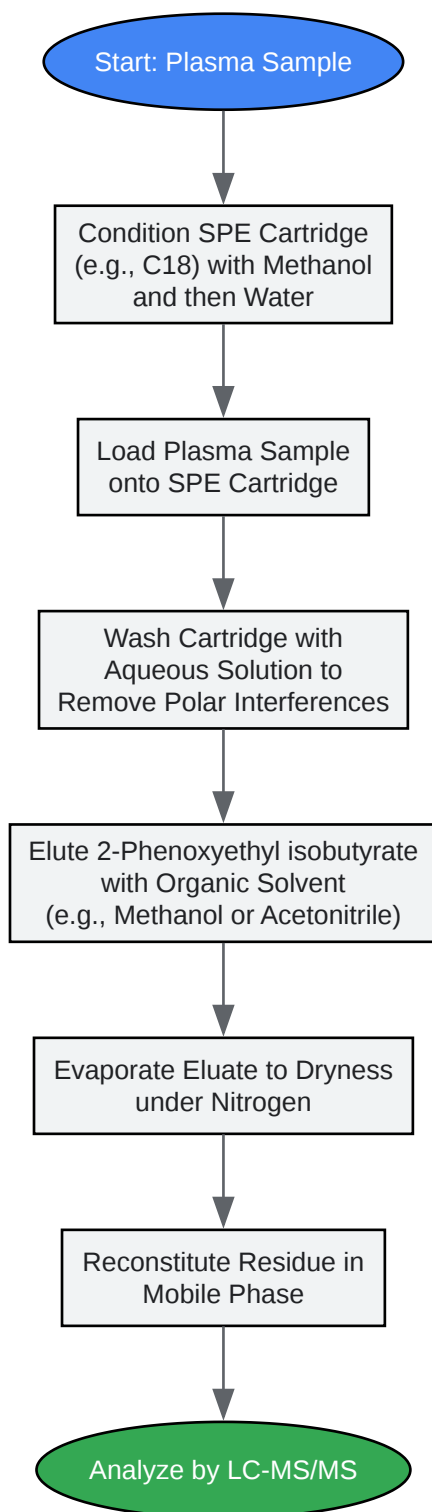 Start: Plasma Sample
Condition SPE Cartridge
(e.g., C18) with Methanol
and then Water
Load Plasma Sample
onto SPE Cartridge
Wash Cartridge with
Aqueous Solution to
Remove Polar Interferences
Elute 2-Phenoxyethyl isobutyrate
with Organic Solvent
(e.g., Methanol or Acetonitrile)
Evaporate Eluate to Dryness
under Nitrogen
Reconstitute Residue in
Mobile Phase
Analyze by LC-MS/MS